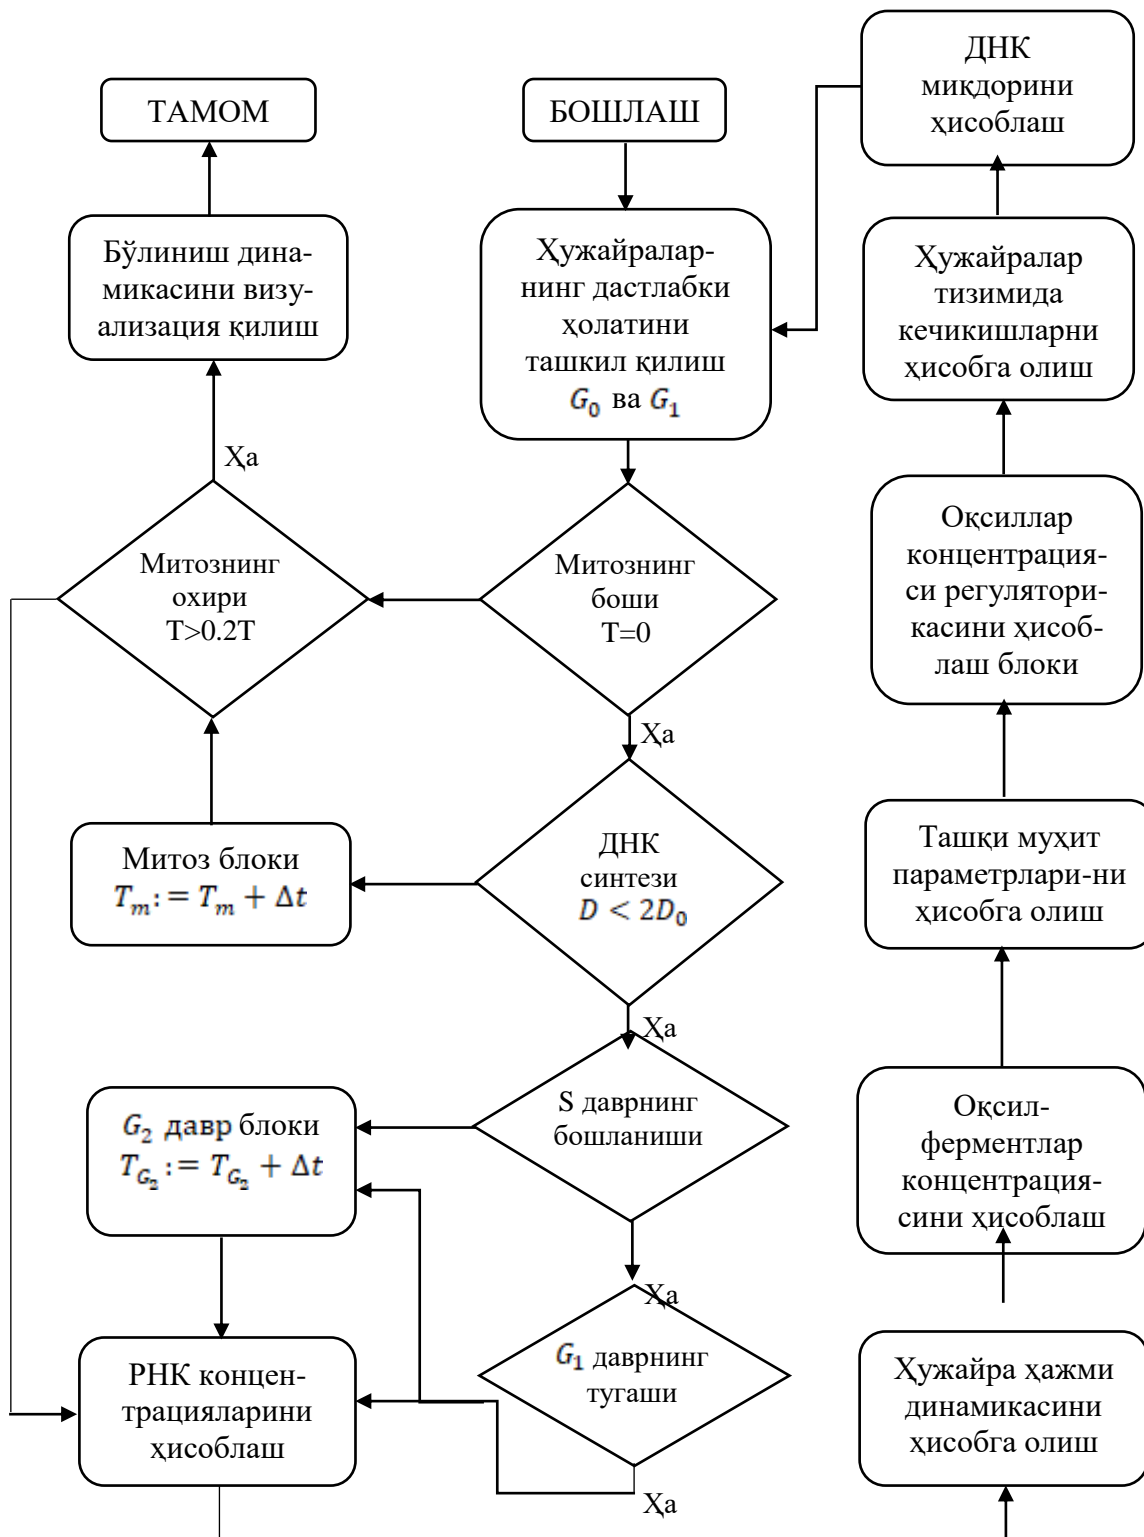 ТАМОМ
БОШЛАШ
ДНК
миқдорини
ҳисоблаш
Бўлиниш дина-
микасини визу-
ализация қилиш
Ҳужайралар-
нинг дастлабки
ҳолатини
ташкил қилиш
G₀ ва G₁
Ҳужайралар
тизимида
кечикишларни
ҳисобга олиш
Ҳа
Митознинг
охири
T>0.2T
Митознинг
боши
T=0
Оқсиллар
концентрация-
си регулятори-
касини ҳисоб-
лаш блоки
Ҳа
Митоз блоки
Tₘ: = Tₘ + Δt
ДНК
синтези
D < 2D₀
Ташқи муҳит
параметрлари-ни
ҳисобга олиш
Ҳа
G₂ давр блоки
T_G₂: = T_G₂ + Δt
S даврнинг
бошланиши
Оқсил-
ферментлар
концентрация-
сини ҳисоблаш
Ҳа
РНК концен-
трацияларини
ҳисоблаш
G₁ даврнинг
тугаши
Ҳужайра ҳажми
динамикасини
ҳисобга олиш
Ҳа